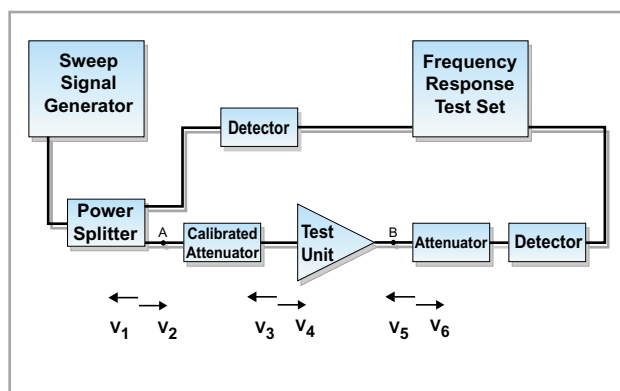 Sweep
Signal
Generator
Frequency
Response
Test Set
Detector
Power
Splitter
A
Calibrated
Attenuator
Test
Unit
B
Attenuator
Detector
V1
V2
V3
V4
V5
V6